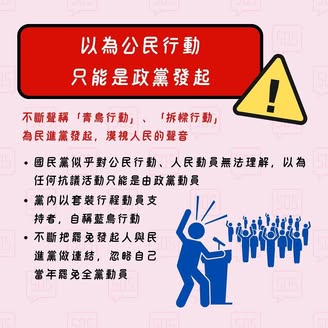 以為公民行動
只能是政黨發起
不斷聲稱「青鳥行動」、「拆樑行動」
為民進黨發起，漠視人民的聲音
• 國民黨似乎對公民行動、人民動員無法理解，以為
任何抗議活動只能是由政黨動員
• 黨內以套裝行程動員支
持者，自稱藍鳥行動
• 不斷把罷免發起人與民
進黨做連結，忽略自己
當年罷免全黨動員